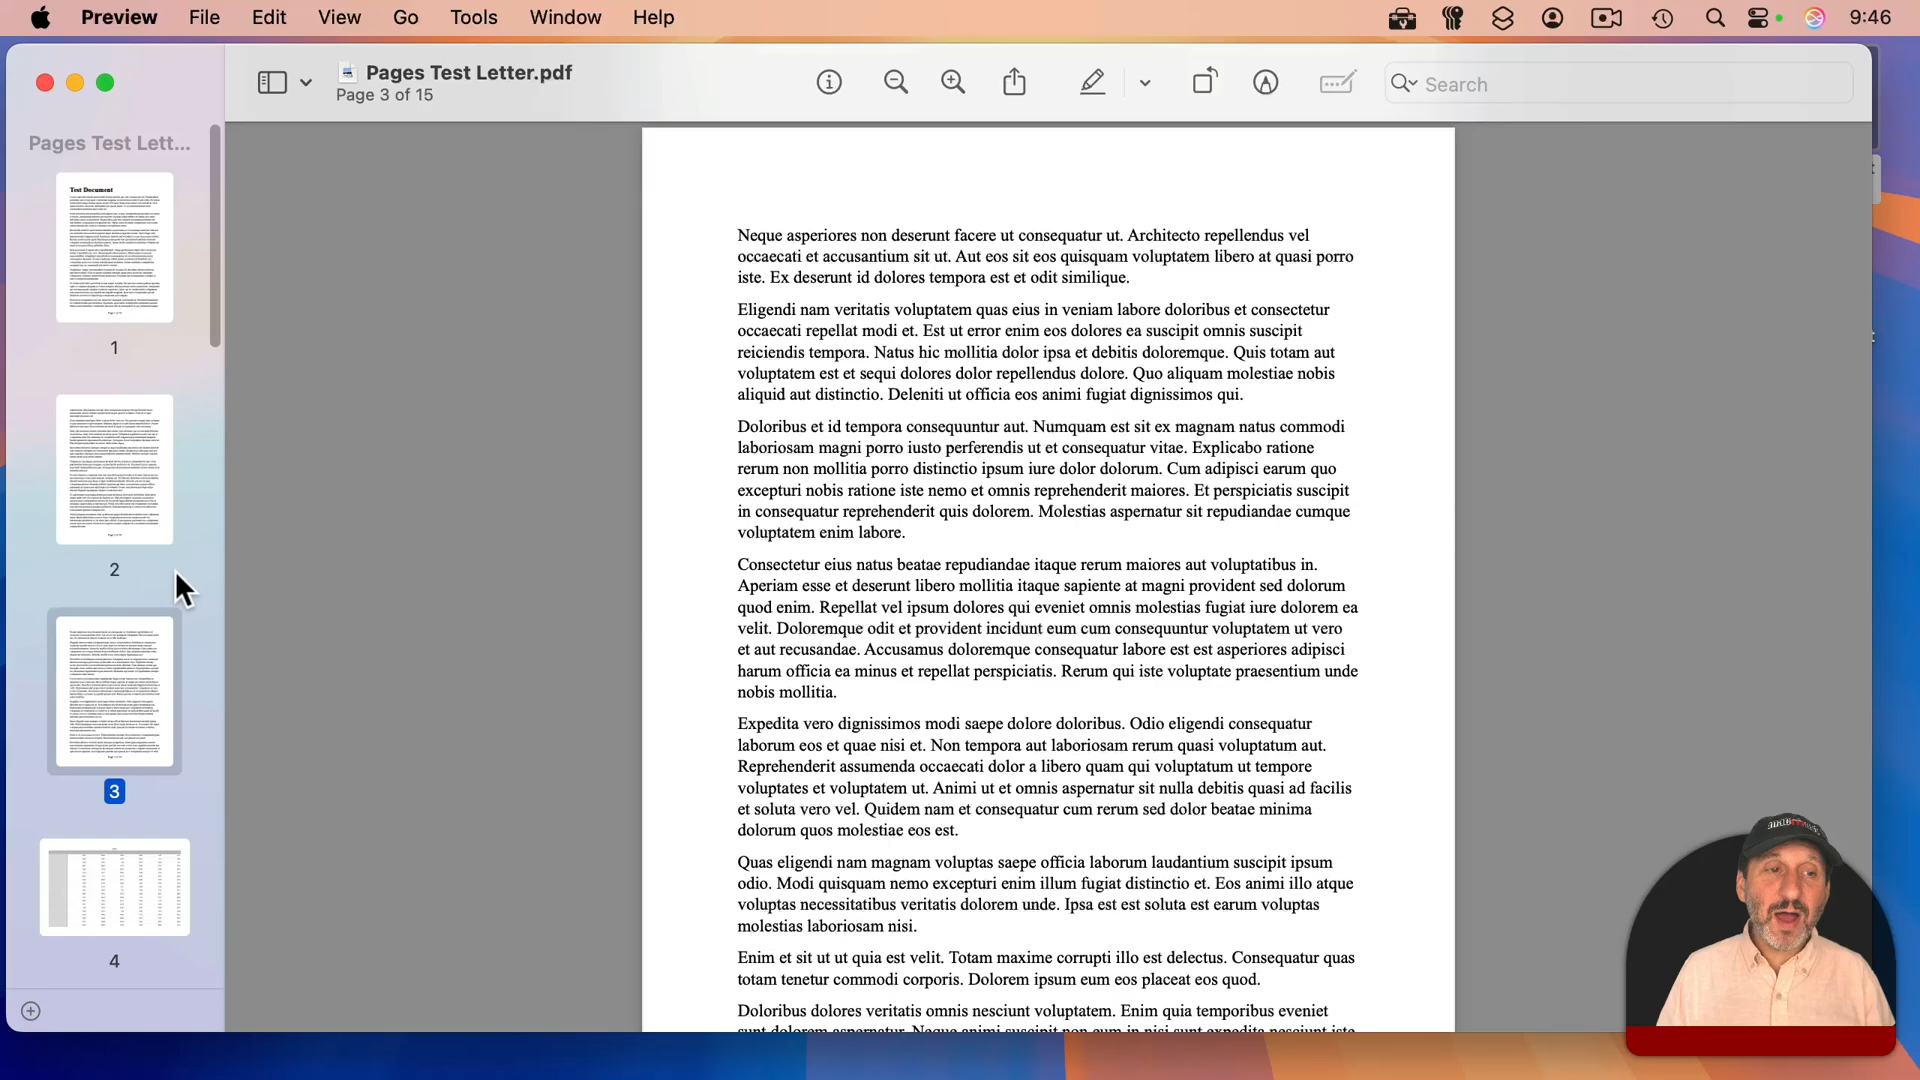 Preview File Edit View Go Tools Window Help 9:46
Pages Test Letter.pdf
Page 3 of 15
Search
Pages Test Lett...
Test Document
1
2
3
4
Neque asperiores non deserunt facere ut consequatur ut. Architecto repellendus vel
occaecati et accusantium sit ut. Aut eos sit eos quisquam voluptatem libero at quasi porro
iste. Ex deserunt id dolores tempora est et odit similique.
Eligendi nam veritatis voluptatem quas eius in veniam labore doloribus et consectetur
occaecati repellat modi et. Est ut error enim eos dolores ea suscipit omnis suscipit
reiciendis tempora. Natus hic mollitia dolor ipsa et debitis doloremque. Quis totam aut
voluptatem est et sequi dolores dolor repellendus dolore. Quo aliquam molestiae nobis
aliquid aut distinctio. Deleniti ut officia eos animi fugiat dignissimos qui.
Doloribus et id tempora consequuntur aut. Numquam est sit ex magnam natus commodi
laboriosam magni porro iusto perferendis ut et consequatur vitae. Explicabo ratione
rerum non mollitia porro distinctio ipsum iure dolor dolorum. Cum adipisci earum quo
excepturi nobis ratione iste nemo et omnis reprehenderit maiores. Et perspiciatis suscipit
in consequatur reprehenderit quis dolorem. Molestias aspernatur sit repudiandae cumque
voluptatem enim labore.
Consectetur eius natus beatae repudiandae itaque rerum maiores aut voluptatibus in.
Aperiam esse et deserunt libero mollitia itaque sapiente at magni provident sed dolorum
quod enim. Repellat vel ipsum dolores qui eveniet omnis molestias fugiat iure dolorem ea
velit. Doloremque odit et provident incidunt eum cum consequuntur voluptatem ut vero
et aut recusandae. Accusamus doloremque consequatur labore est est asperiores adipisci
harum officia ea minus et repellat perspiciatis. Rerum qui iste voluptate praesentium unde
nobis mollitia.
Expedita vero dignissimos modi saepe dolore doloribus. Odio eligendi consequatur
laborum eos et quae nisi et. Non tempora aut laboriosam rerum quasi voluptatum aut.
Reprehenderit assumenda occaecati dolor a libero quam qui voluptatum ut tempore
voluptates et voluptatem ut. Animi ut et omnis aspernatur sit nulla debitis quasi ad facilis
et soluta vero vel. Quidem nam et consequatur cum rerum sed dolor beatae minima
dolorum quos molestiae eos est.
Quas eligendi nam magnam voluptas saepe officia laborum laudantium suscipit ipsum
odio. Modi quisquam nemo excepturi enim illum fugiat distinctio et. Eos animi illo atque
voluptas necessitatibus veritatis dolorem unde. Ipsa est est soluta est earum voluptas
molestias laboriosam nisi.
Enim et sit ut ut quia est velit. Totam maxime corrupti illo est delectus. Consequatur quas
totam tenetur commodi corporis. Dolorem ipsum eum eos placeat eos quod.
Doloribus dolores veritatis omnis nesciunt voluptatem. Enim quia temporibus eveniet
sunt dolorem aspernatur. Neque animi suscipit non eum in nisi sunt expedita nesciunt iste